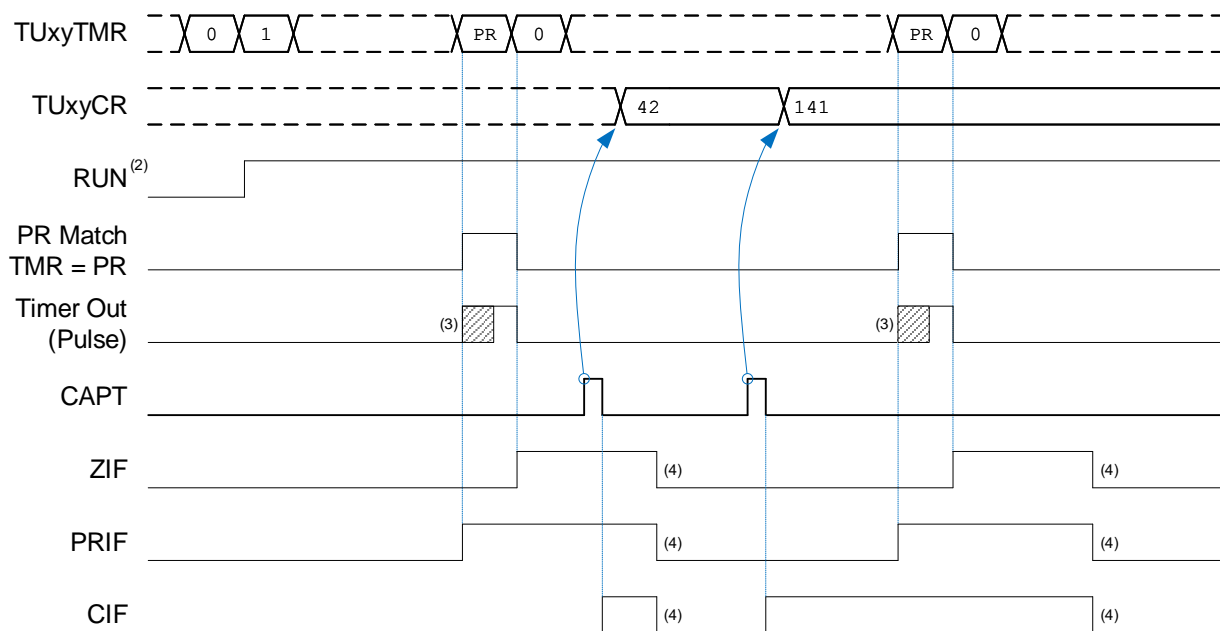 TUxyTMR 0 1 PR 0 PR 0
TUxyCR 42 141
RUN (2)
PR Match
TMR = PR
Timer Out
(Pulse) (3) (3)
CAPT
ZIF (4) (4)
PRIF (4) (4)
CIF (4) (4)